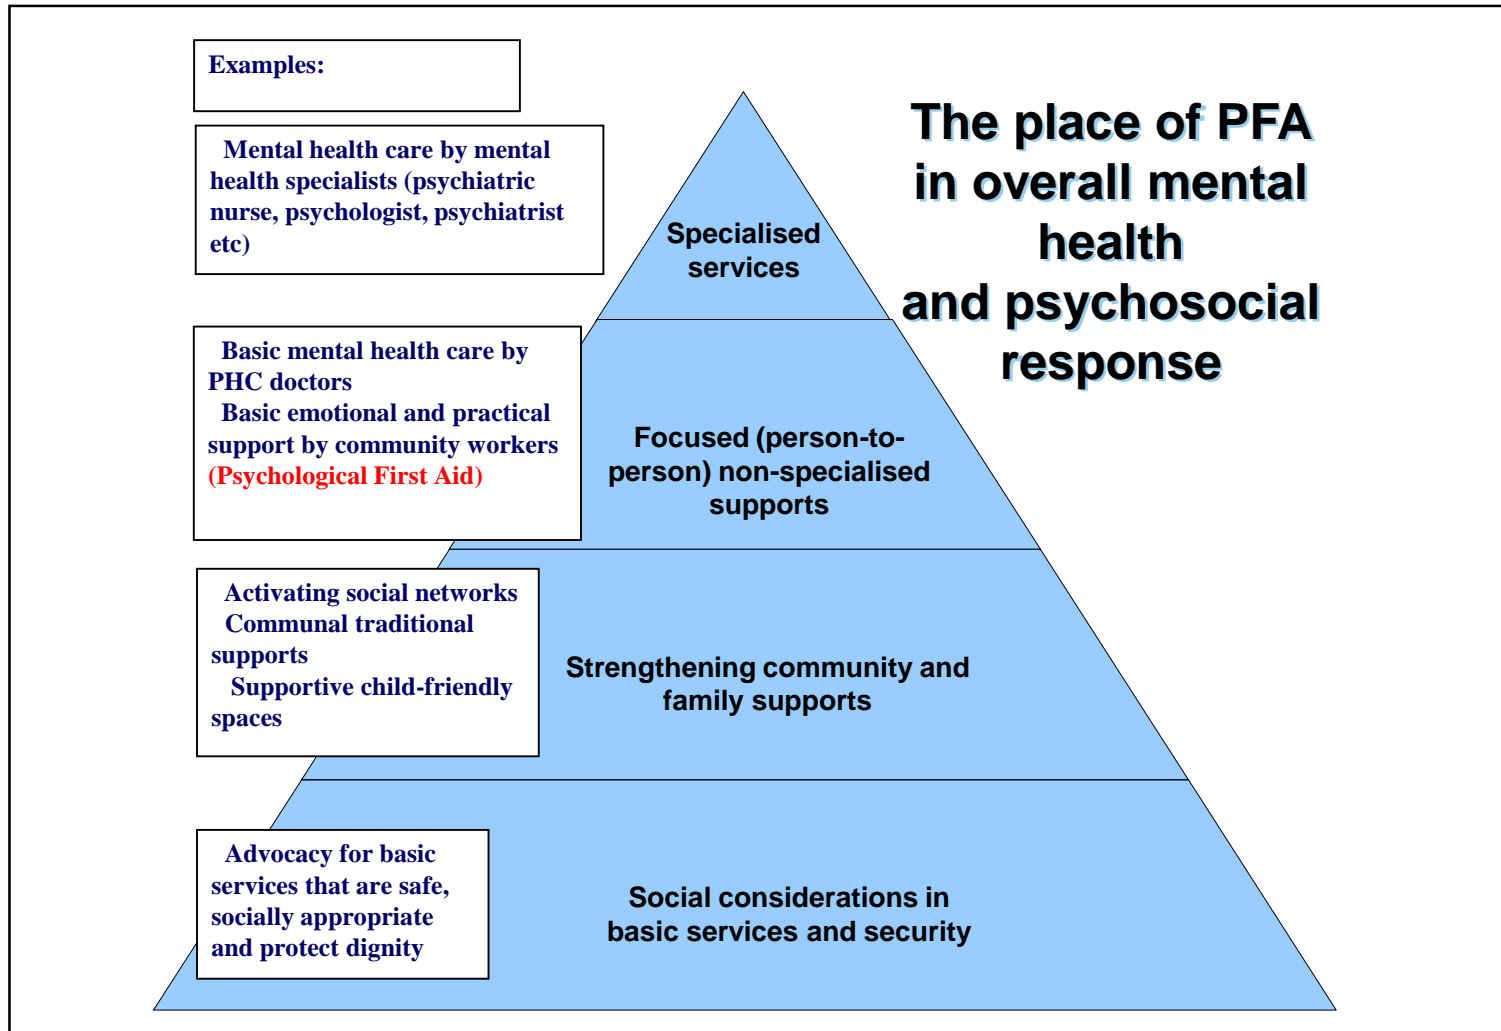 Examples:
The place of PFA
in overall mental
health
and psychosocial
response
Mental health care by mental
health specialists (psychiatric
nurse, psychologist, psychiatrist
etc)
Specialised
services
Basic mental health care by
PHC doctors
Basic emotional and practical
support by community workers
(Psychological First Aid)
Focused (person-to-
person) non-specialised
supports
Activating social networks
Communal traditional
supports
Supportive child-friendly
spaces
Strengthening community and
family supports
Advocacy for basic
services that are safe,
socially appropriate
and protect dignity
Social considerations in
basic services and security